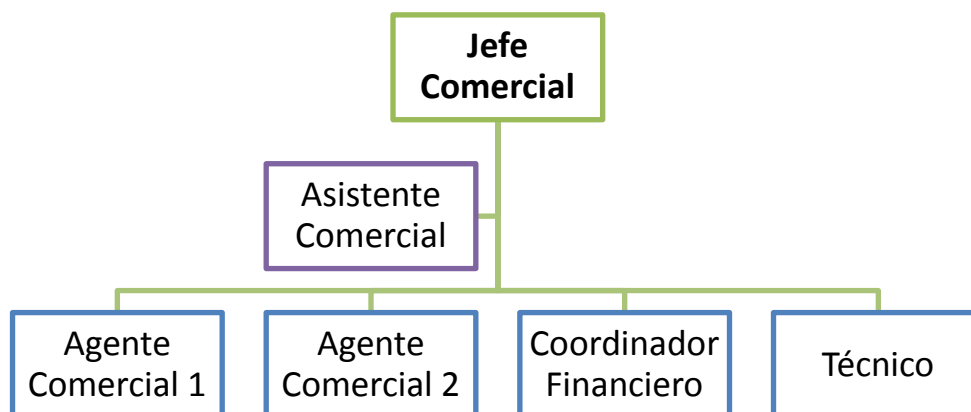 Jefe
Comercial
Asistente
Comercial
Agente
Comercial 1
Agente
Comercial 2
Coordinador
Financiero
Técnico